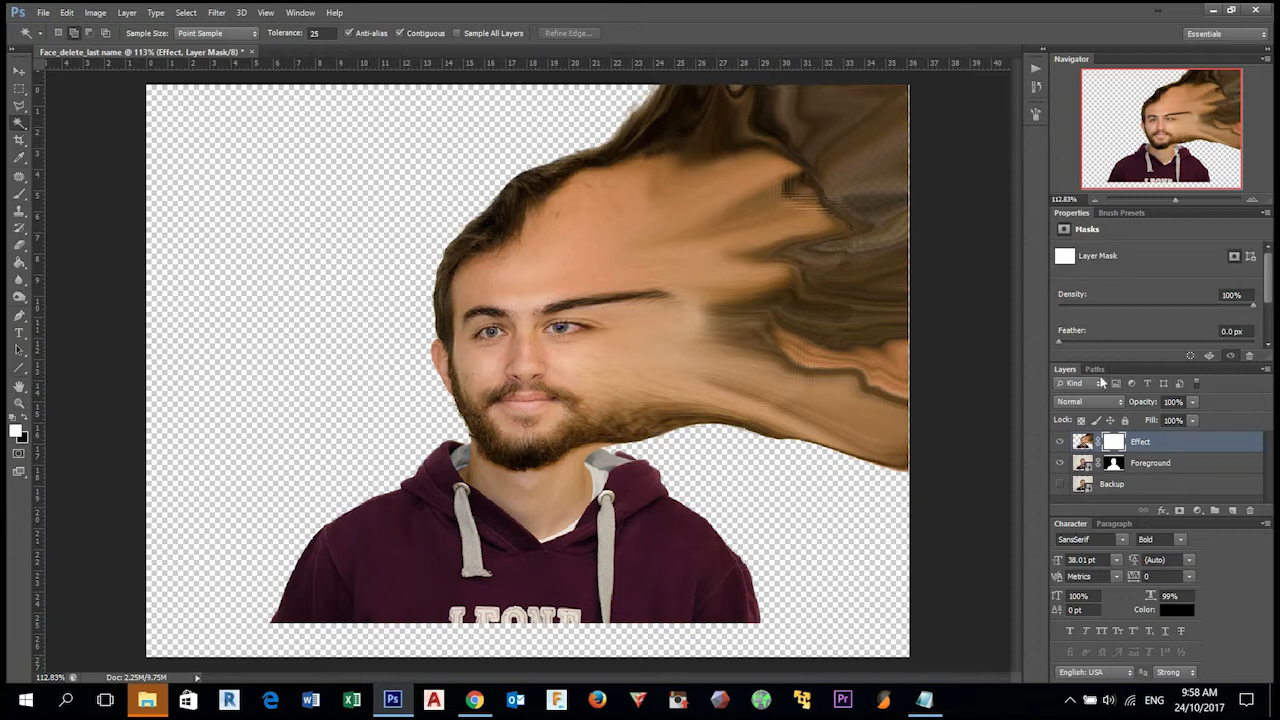 Ps File Edit Image Layer Type Select Filter 3D View Window Help
Sample Size: Point Sample Tolerance: 25 Anti-alias Contiguous Sample All Layers Refine Edge... Essentials
Face_delete_last name @ 113% (Effect, Layer Mask/8) * ×
Navigator
112.83%
Properties Brush Presets
Masks
Layer Mask
Density: 100%
Feather: 0.0 px
Layers Paths
Kind
Normal Opacity: 100%
Lock: Fill: 100%
Effect
Foreground
Backup
Character Paragraph
SansSerif Bold
38.01 pt (Auto)
Metrics 0
100% 99%
0 pt Color:
English: USA Strong
LEONE
112.83% Doc: 2.25M/9.75M
ENG
9:58 AM
24/10/2017